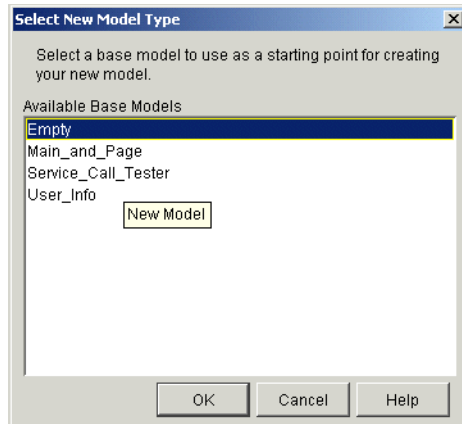 Select New Model Type
Select a base model to use as a starting point for creating
your new model.
Available Base Models
Empty
Main_and_Page
Service_Call_Tester
User_Info
New Model
OK Cancel Help